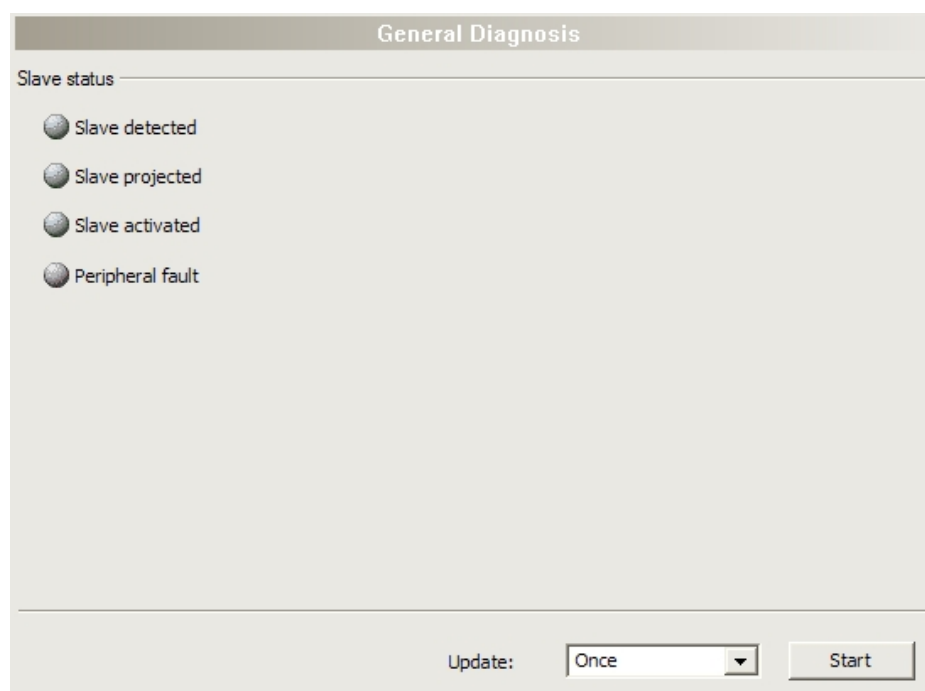 General Diagnosis
Slave status
Slave detected
Slave projected
Slave activated
Peripheral fault
Update: Once Start